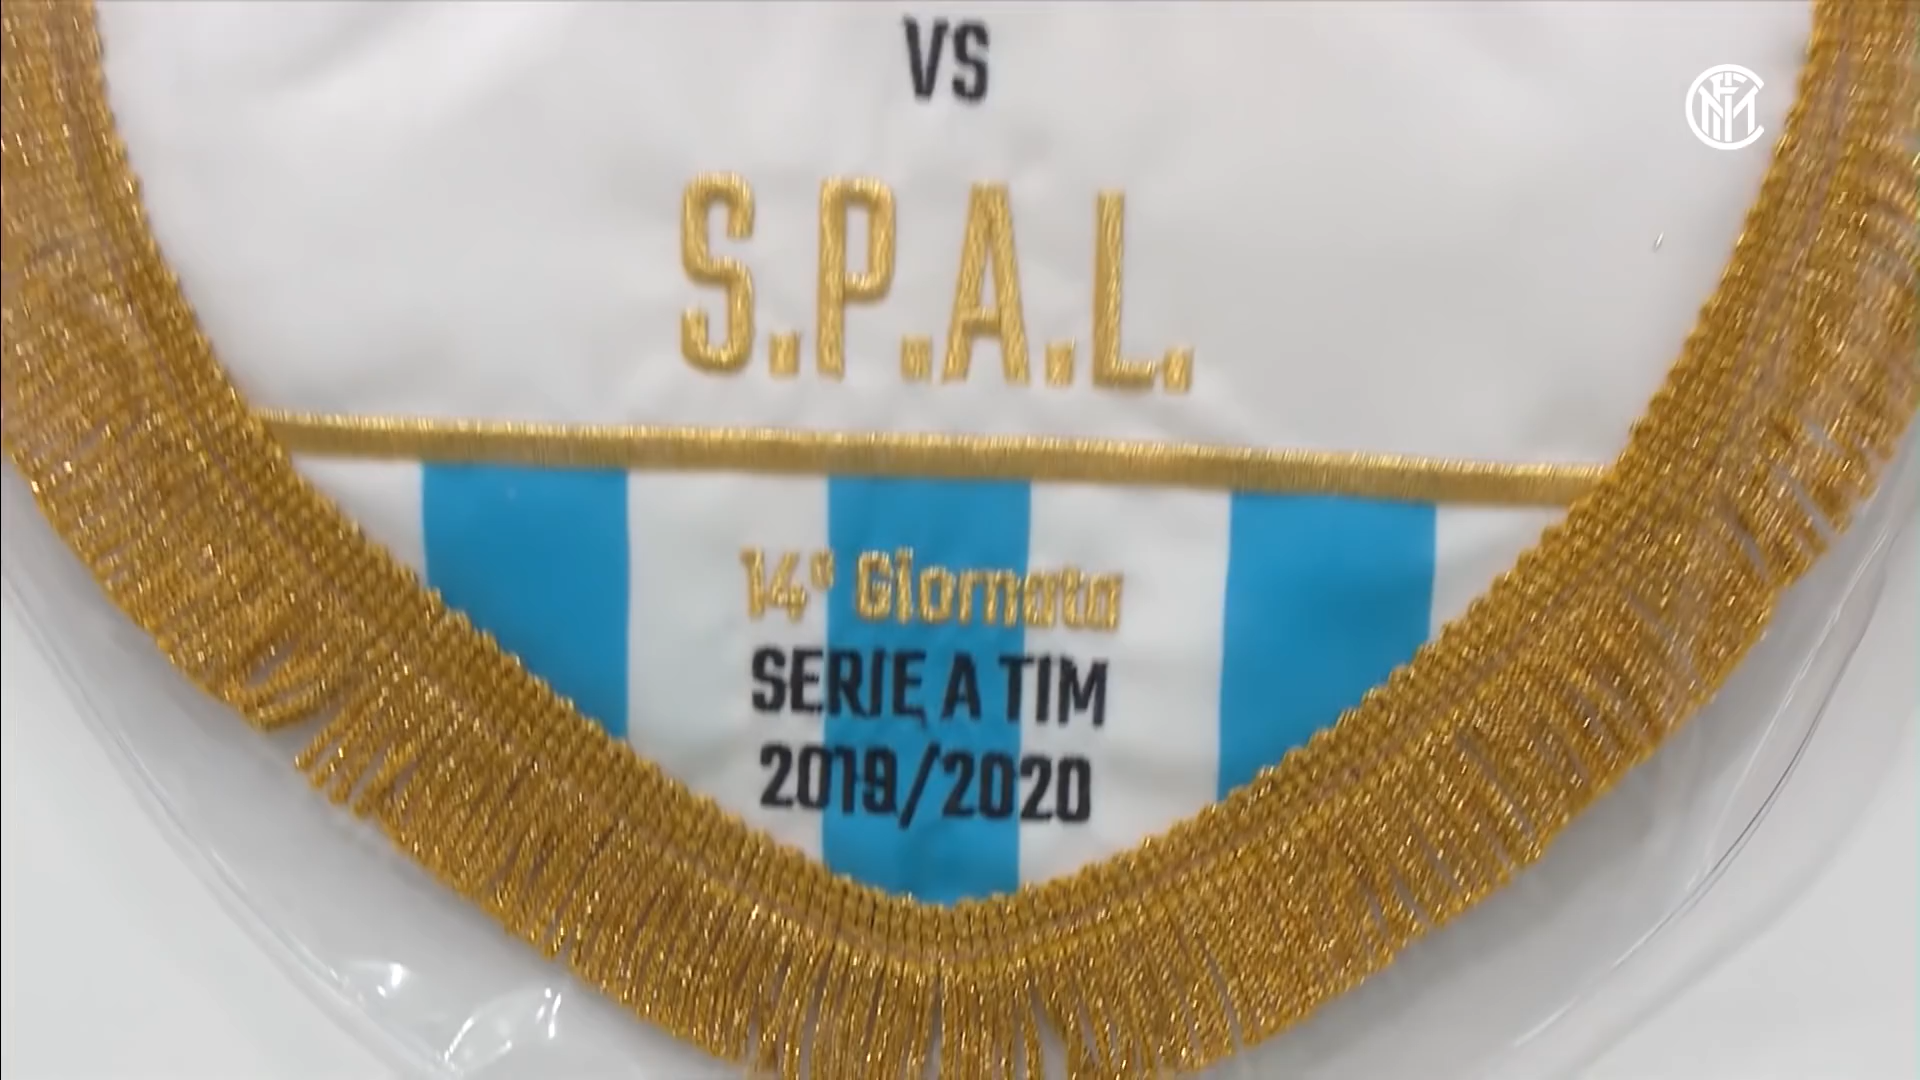 VS
S.P.A.L.
14ª Giornata
SERIE A TIM
2019/2020